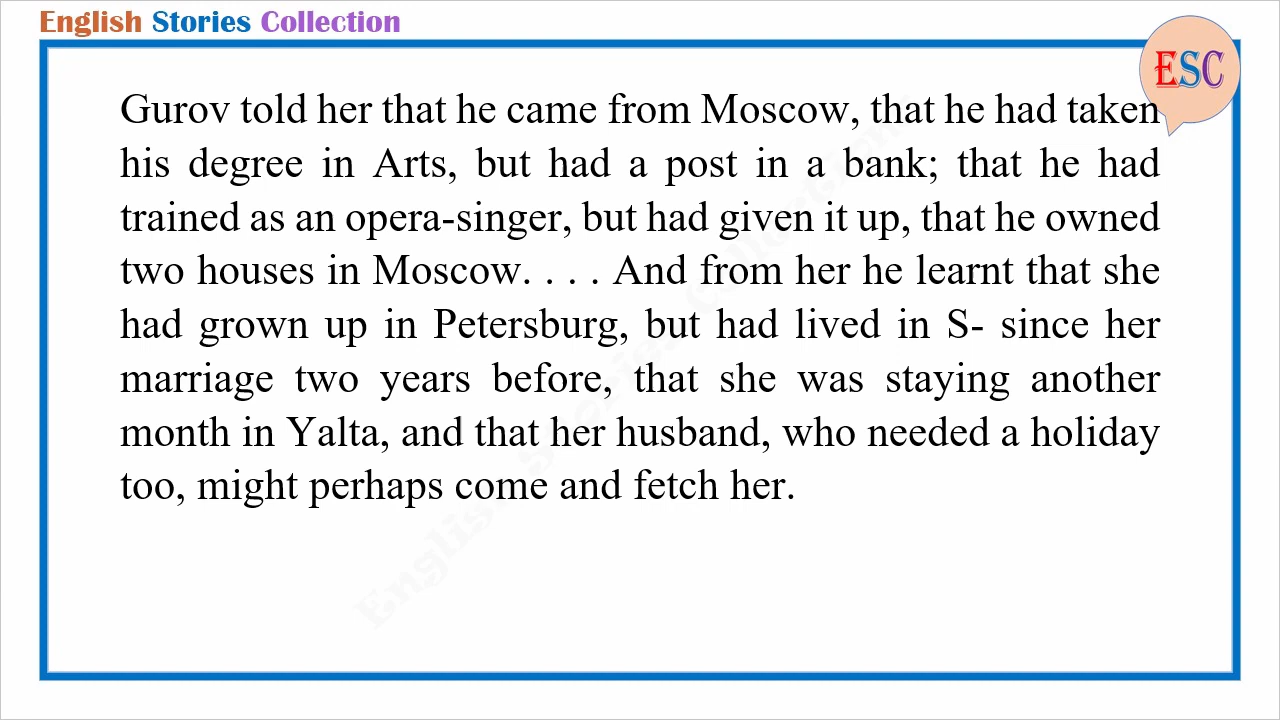 English Stories Collection
ESC
Gurov told her that he came from Moscow, that he had taken
his degree in Arts, but had a post in a bank; that he had
trained as an opera-singer, but had given it up, that he owned
two houses in Moscow. . . . And from her he learnt that she
had grown up in Petersburg, but had lived in S- since her
marriage two years before, that she was staying another
month in Yalta, and that her husband, who needed a holiday
too, might perhaps come and fetch her.
English Stories Collection